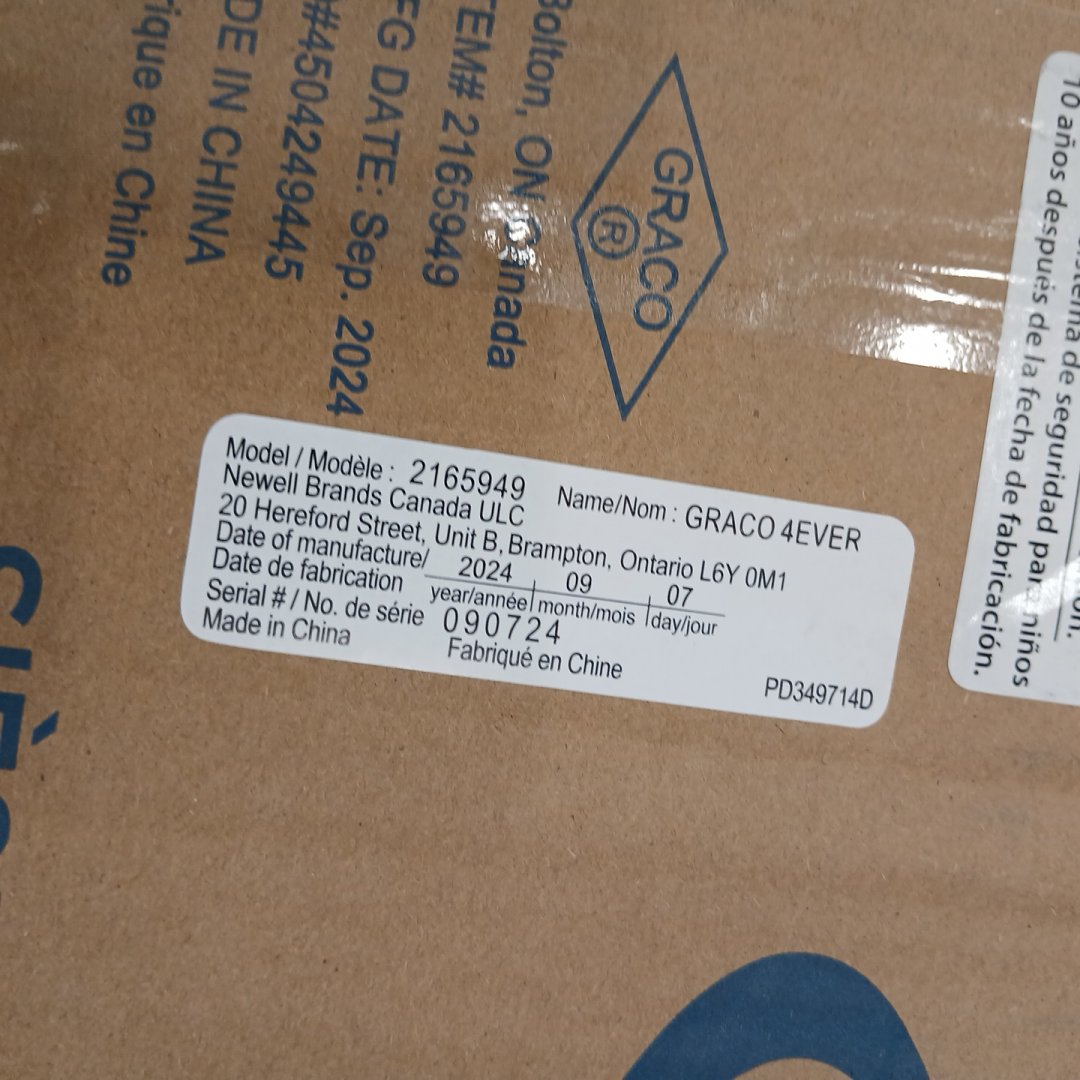 GRACO
®
Bolton, ON Canada
TEM# 2165949
FG DATE: Sep. 2024
#4504249445
DE IN CHINA
ique en Chine
Model / Modèle : 2165949 Name/Nom : GRACO 4EVER
Newell Brands Canada ULC
20 Hereford Street, Unit B, Brampton, Ontario L6Y 0M1
Date of manufacture/ 2024 09 07
Date de fabrication year/année month/mois day/jour
Serial # / No. de série 090724
Made in China Fabriqué en Chine
PD349714D
de seguridad para niños
10 años después de la fecha de fabricación.